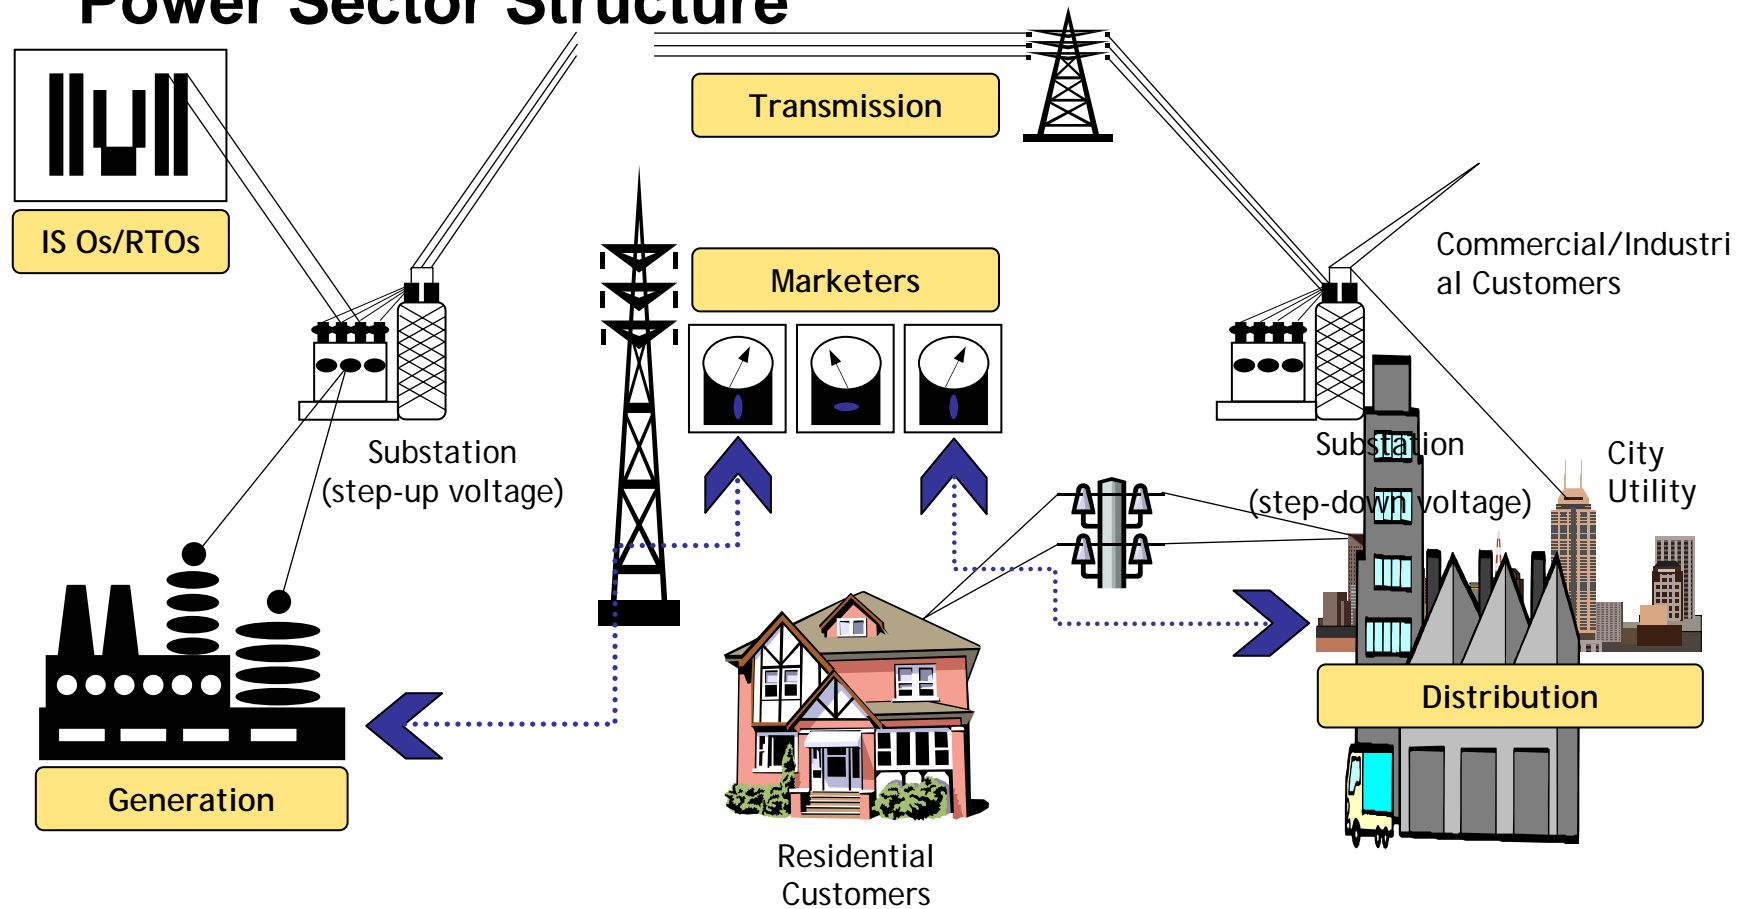 Power Sector Structure
Transmission
IS Os/RTOs
Marketers
Commercial/Industri
al Customers
Substation
(step-up voltage)
Substation
(step-down voltage)
City
Utility
Distribution
Generation
Residential
Customers